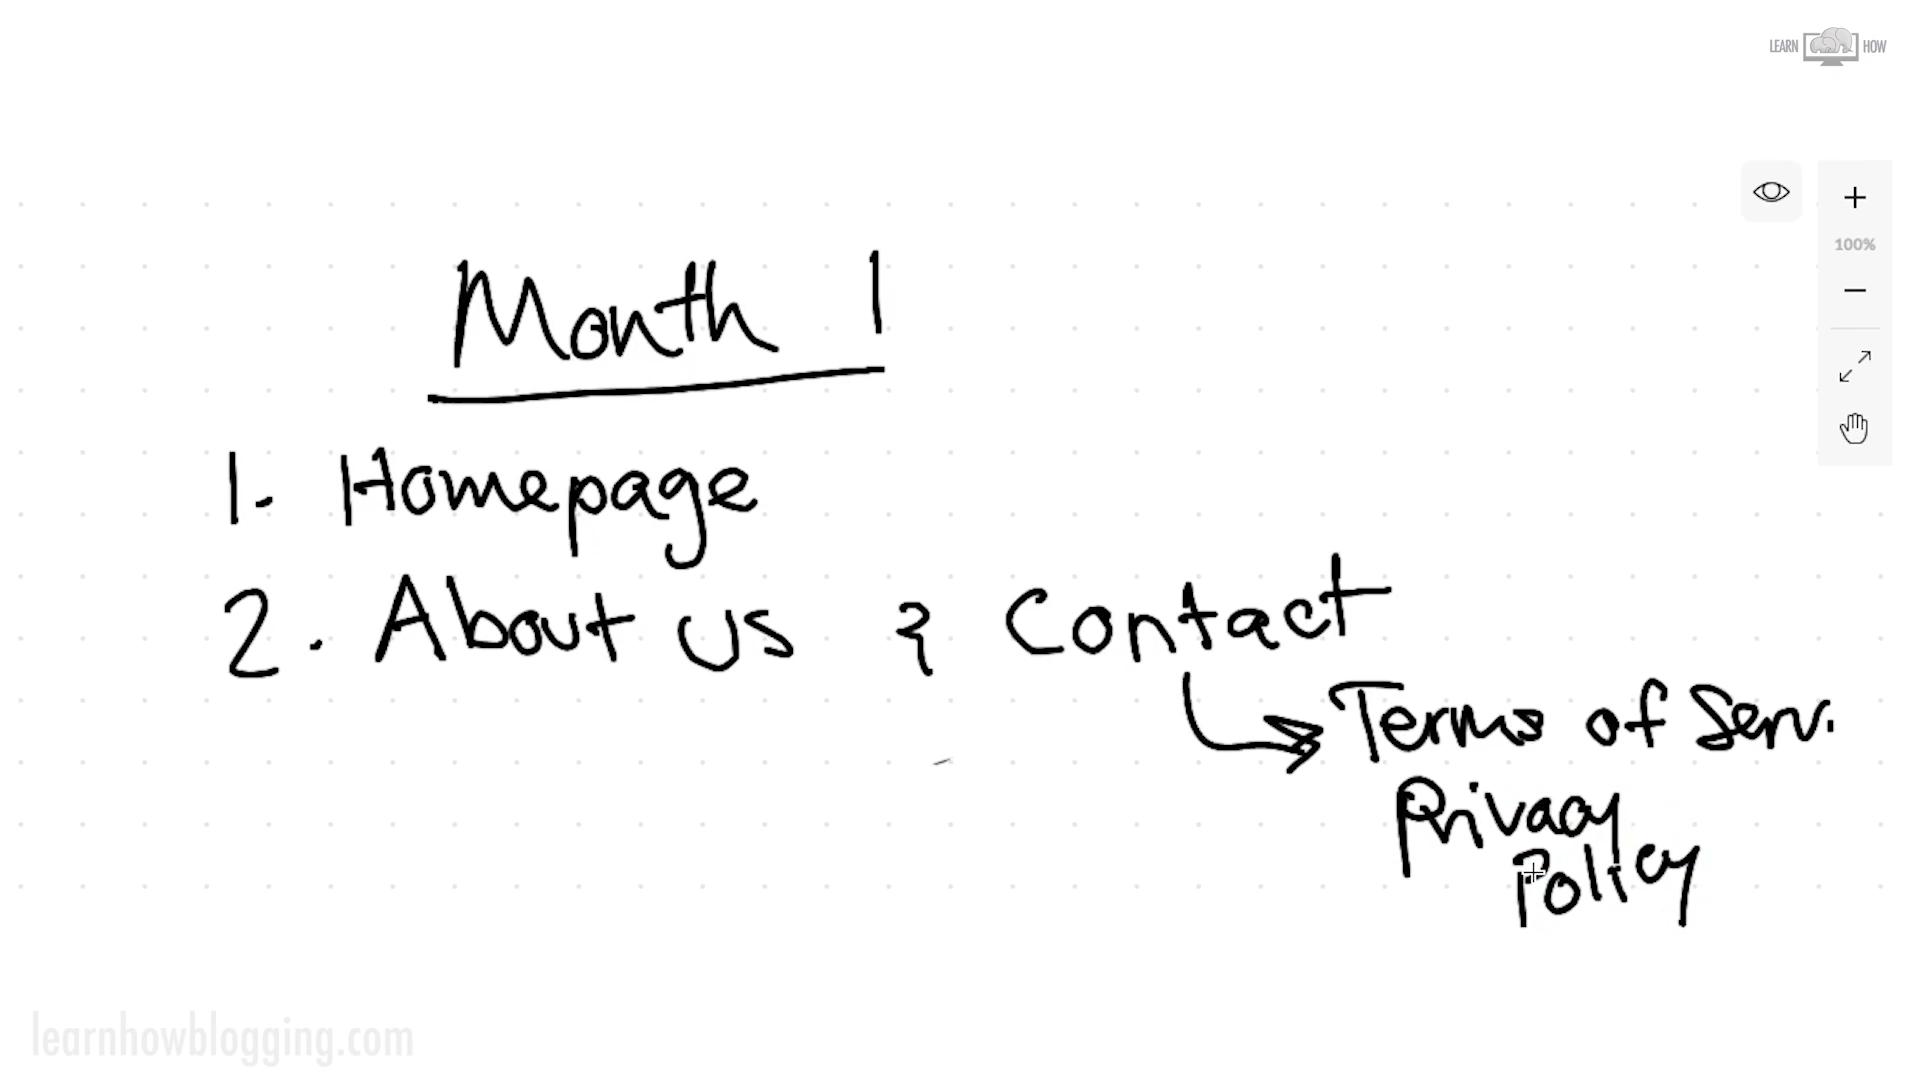 LEARN HOW
100%
Month 1
1. Homepage
2. About us & Contact
Terms of Serv.
Privacy
Policy
learnhowblogging.com